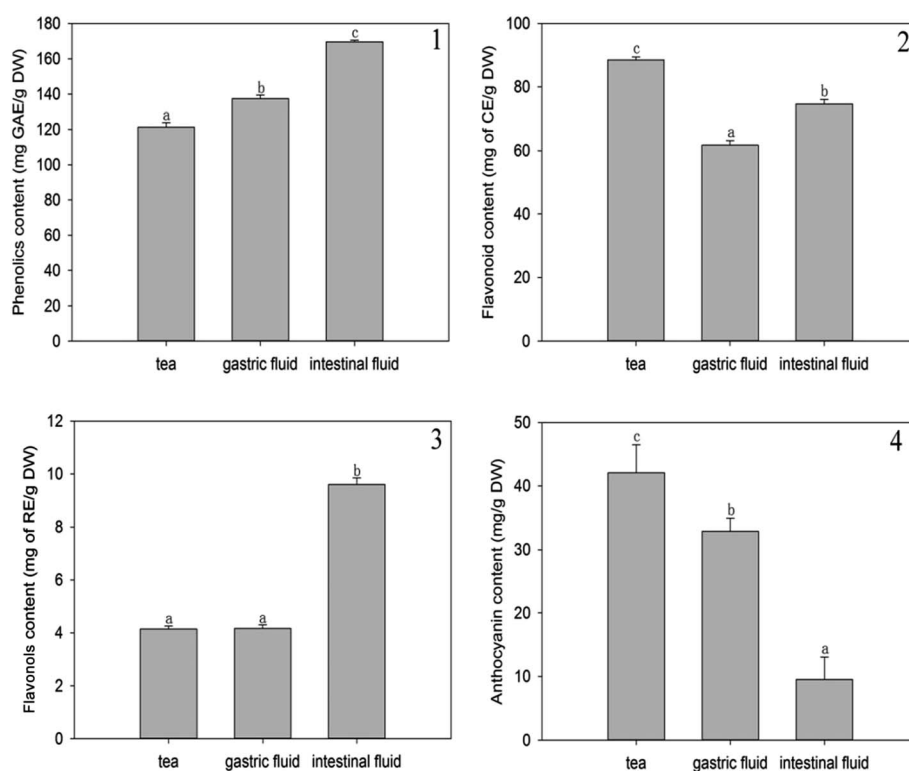 1
Phenolics content (mg GAE/g DW)
180
160
140
120
100
80
60
40
20
0
a
b
c
tea gastric fluid intestinal fluid
2
Flavonoid content (mg of CE/g DW)
100
80
60
40
20
0
c
a
b
tea gastric fluid intestinal fluid
3
Flavonols content (mg of RE/g DW)
12
10
8
6
4
2
0
a
a
b
tea gastric fluid intestinal fluid
4
Anthocyanin content (mg/g DW)
50
40
30
20
10
0
c
b
a
tea gastric fluid intestinal fluid